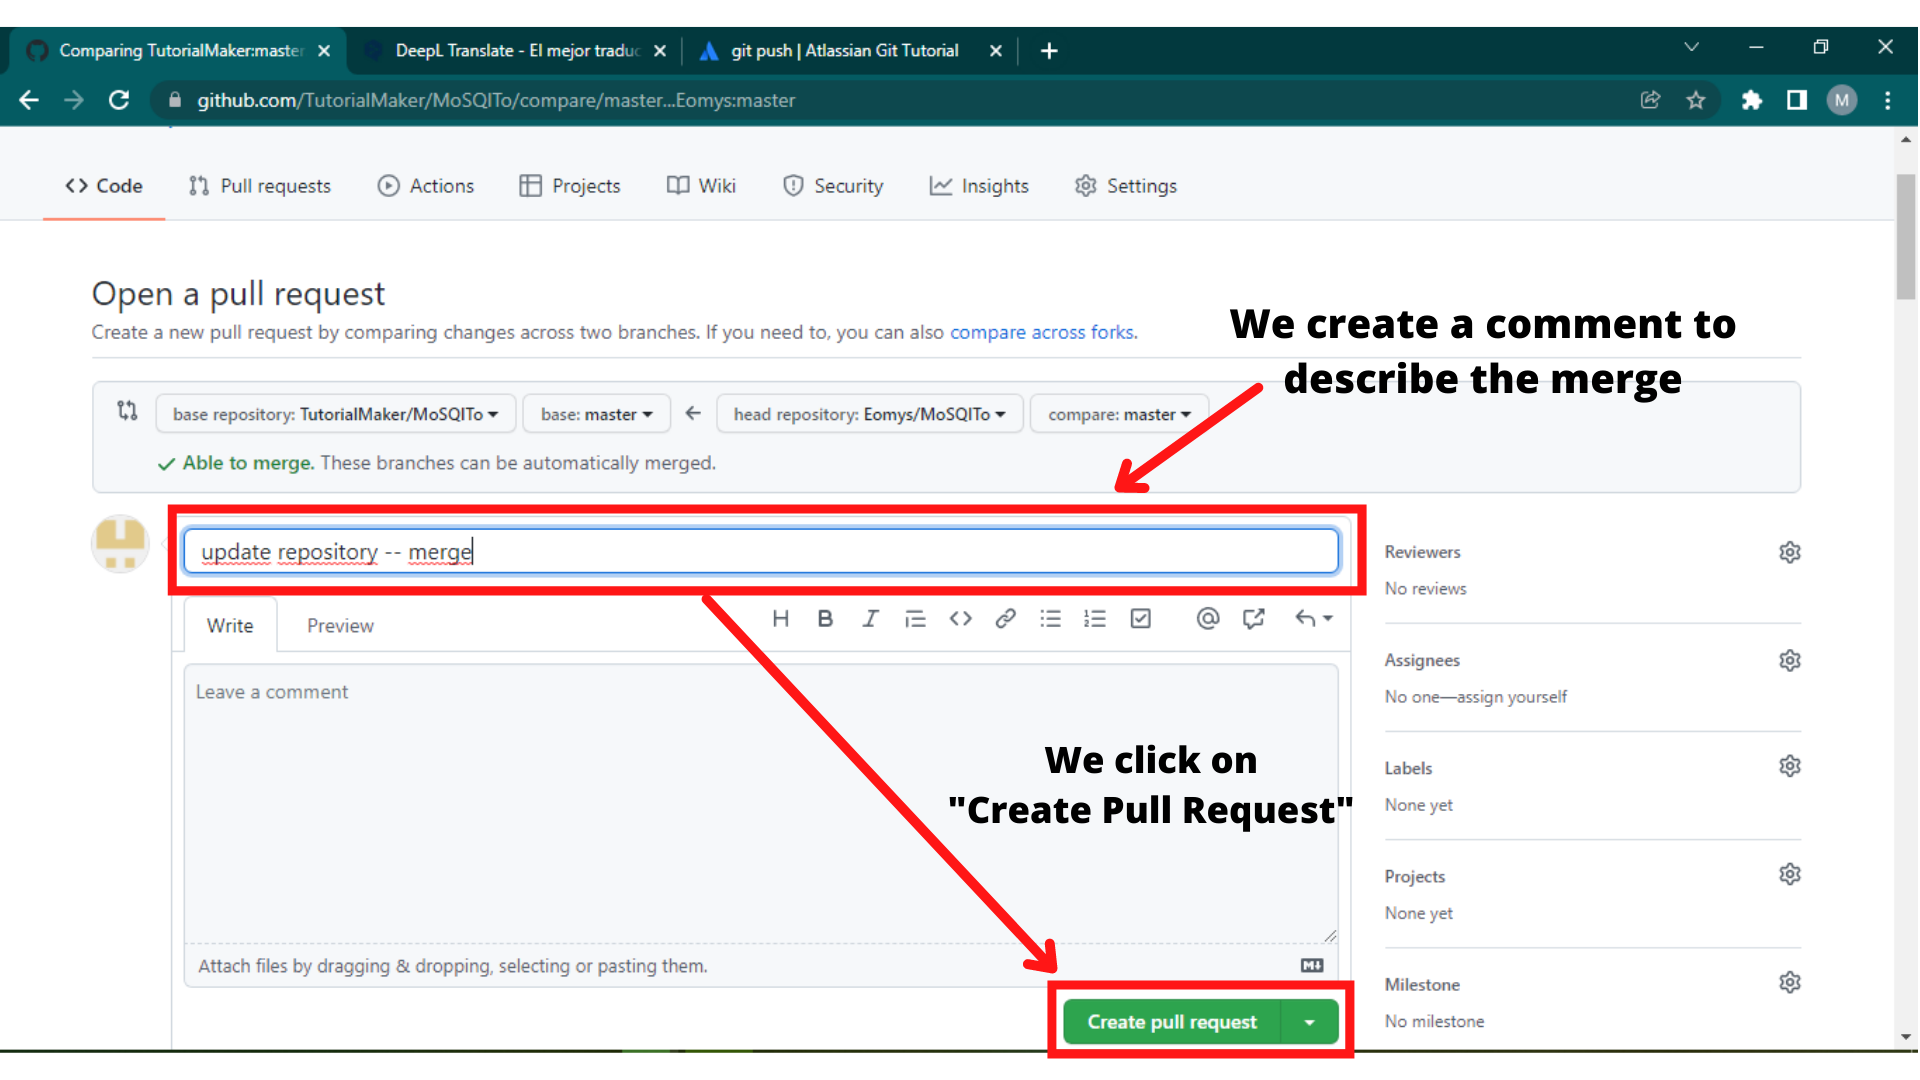 Comparing TutorialMaker:master
DeepL Translate - El mejor traduc
git push | Atlassian Git Tutorial
github.com/TutorialMaker/MoSQITo/compare/master...Eomys:master
M
Code
Pull requests
Actions
Projects
Wiki
Security
Insights
Settings
Open a pull request
Create a new pull request by comparing changes across two branches. If you need to, you can also compare across forks.
We create a comment to
describe the merge
base repository: TutorialMaker/MoSQITo
base: master
head repository: Eomys/MoSQITo
compare: master
Able to merge. These branches can be automatically merged.
update repository -- merge
Reviewers
No reviews
Write
Preview
H B I
Leave a comment
Assignees
No one—assign yourself
We click on
"Create Pull Request"
Labels
None yet
Projects
None yet
Attach files by dragging & dropping, selecting or pasting them.
M
Milestone
No milestone
Create pull request